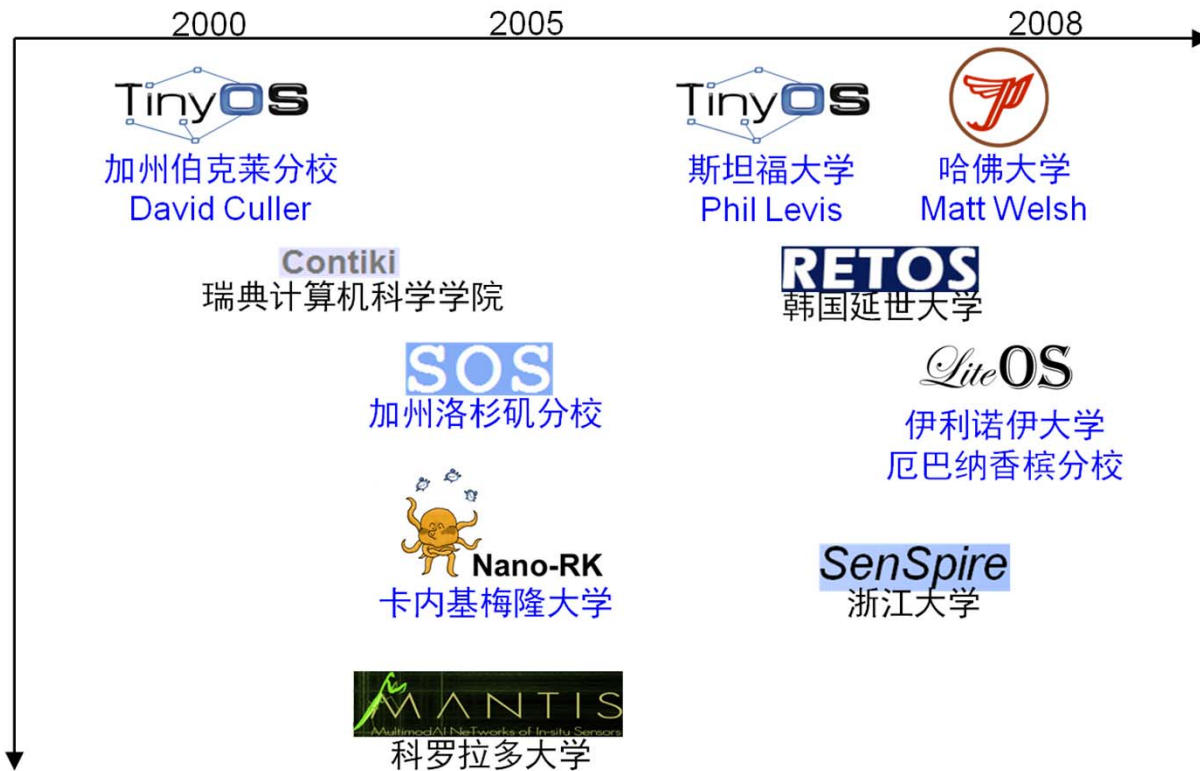 2000
2005
2008
TinyOS
加州伯克莱分校
David Culler
TinyOS
斯坦福大学
Phil Levis
哈佛大学
Matt Welsh
Contiki
瑞典计算机科学学院
RETOS
韩国延世大学
SOS
加州洛杉矶分校
LiteOS
伊利诺伊大学
厄巴纳香槟分校
Nano-RK
卡内基梅隆大学
SenSpire
浙江大学
MANTIS
MultimodAl NeTworks of In-situ Sensors
科罗拉多大学